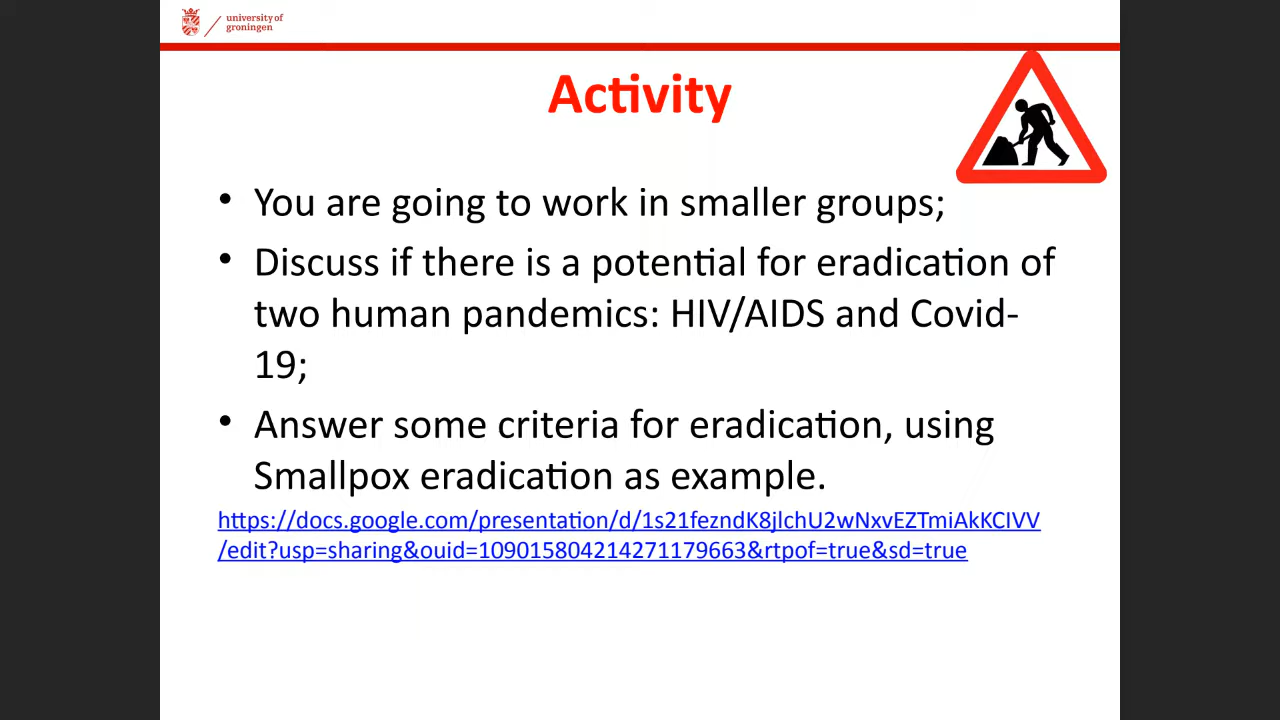 university of
groningen
Activity
• You are going to work in smaller groups;
• Discuss if there is a potential for eradication of
two human pandemics: HIV/AIDS and Covid-
19;
• Answer some criteria for eradication, using
Smallpox eradication as example.
https://docs.google.com/presentation/d/1s21fezndK8jlchU2wNxvEZTmiAkKCIVV
/edit?usp=sharing&ouid=109015804214271179663&rtpof=true&sd=true